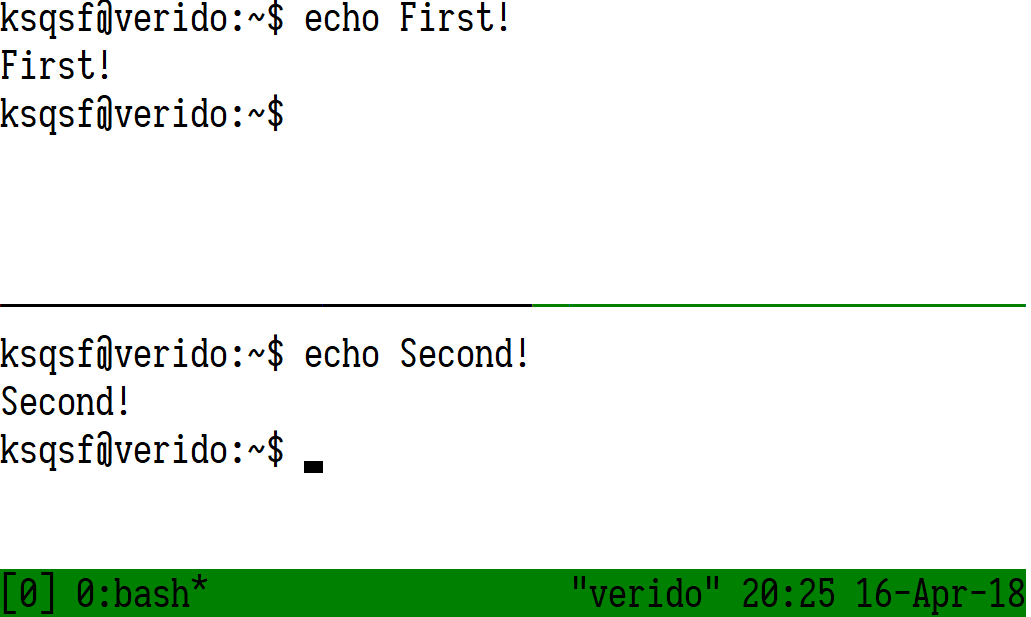 ksqsf@verido:~$ echo First!
First!
ksqsf@verido:~$
ksqsf@verido:~$ echo Second!
Second!
ksqsf@verido:~$
[0] 0:bash* "verido" 20:25 16-Apr-18